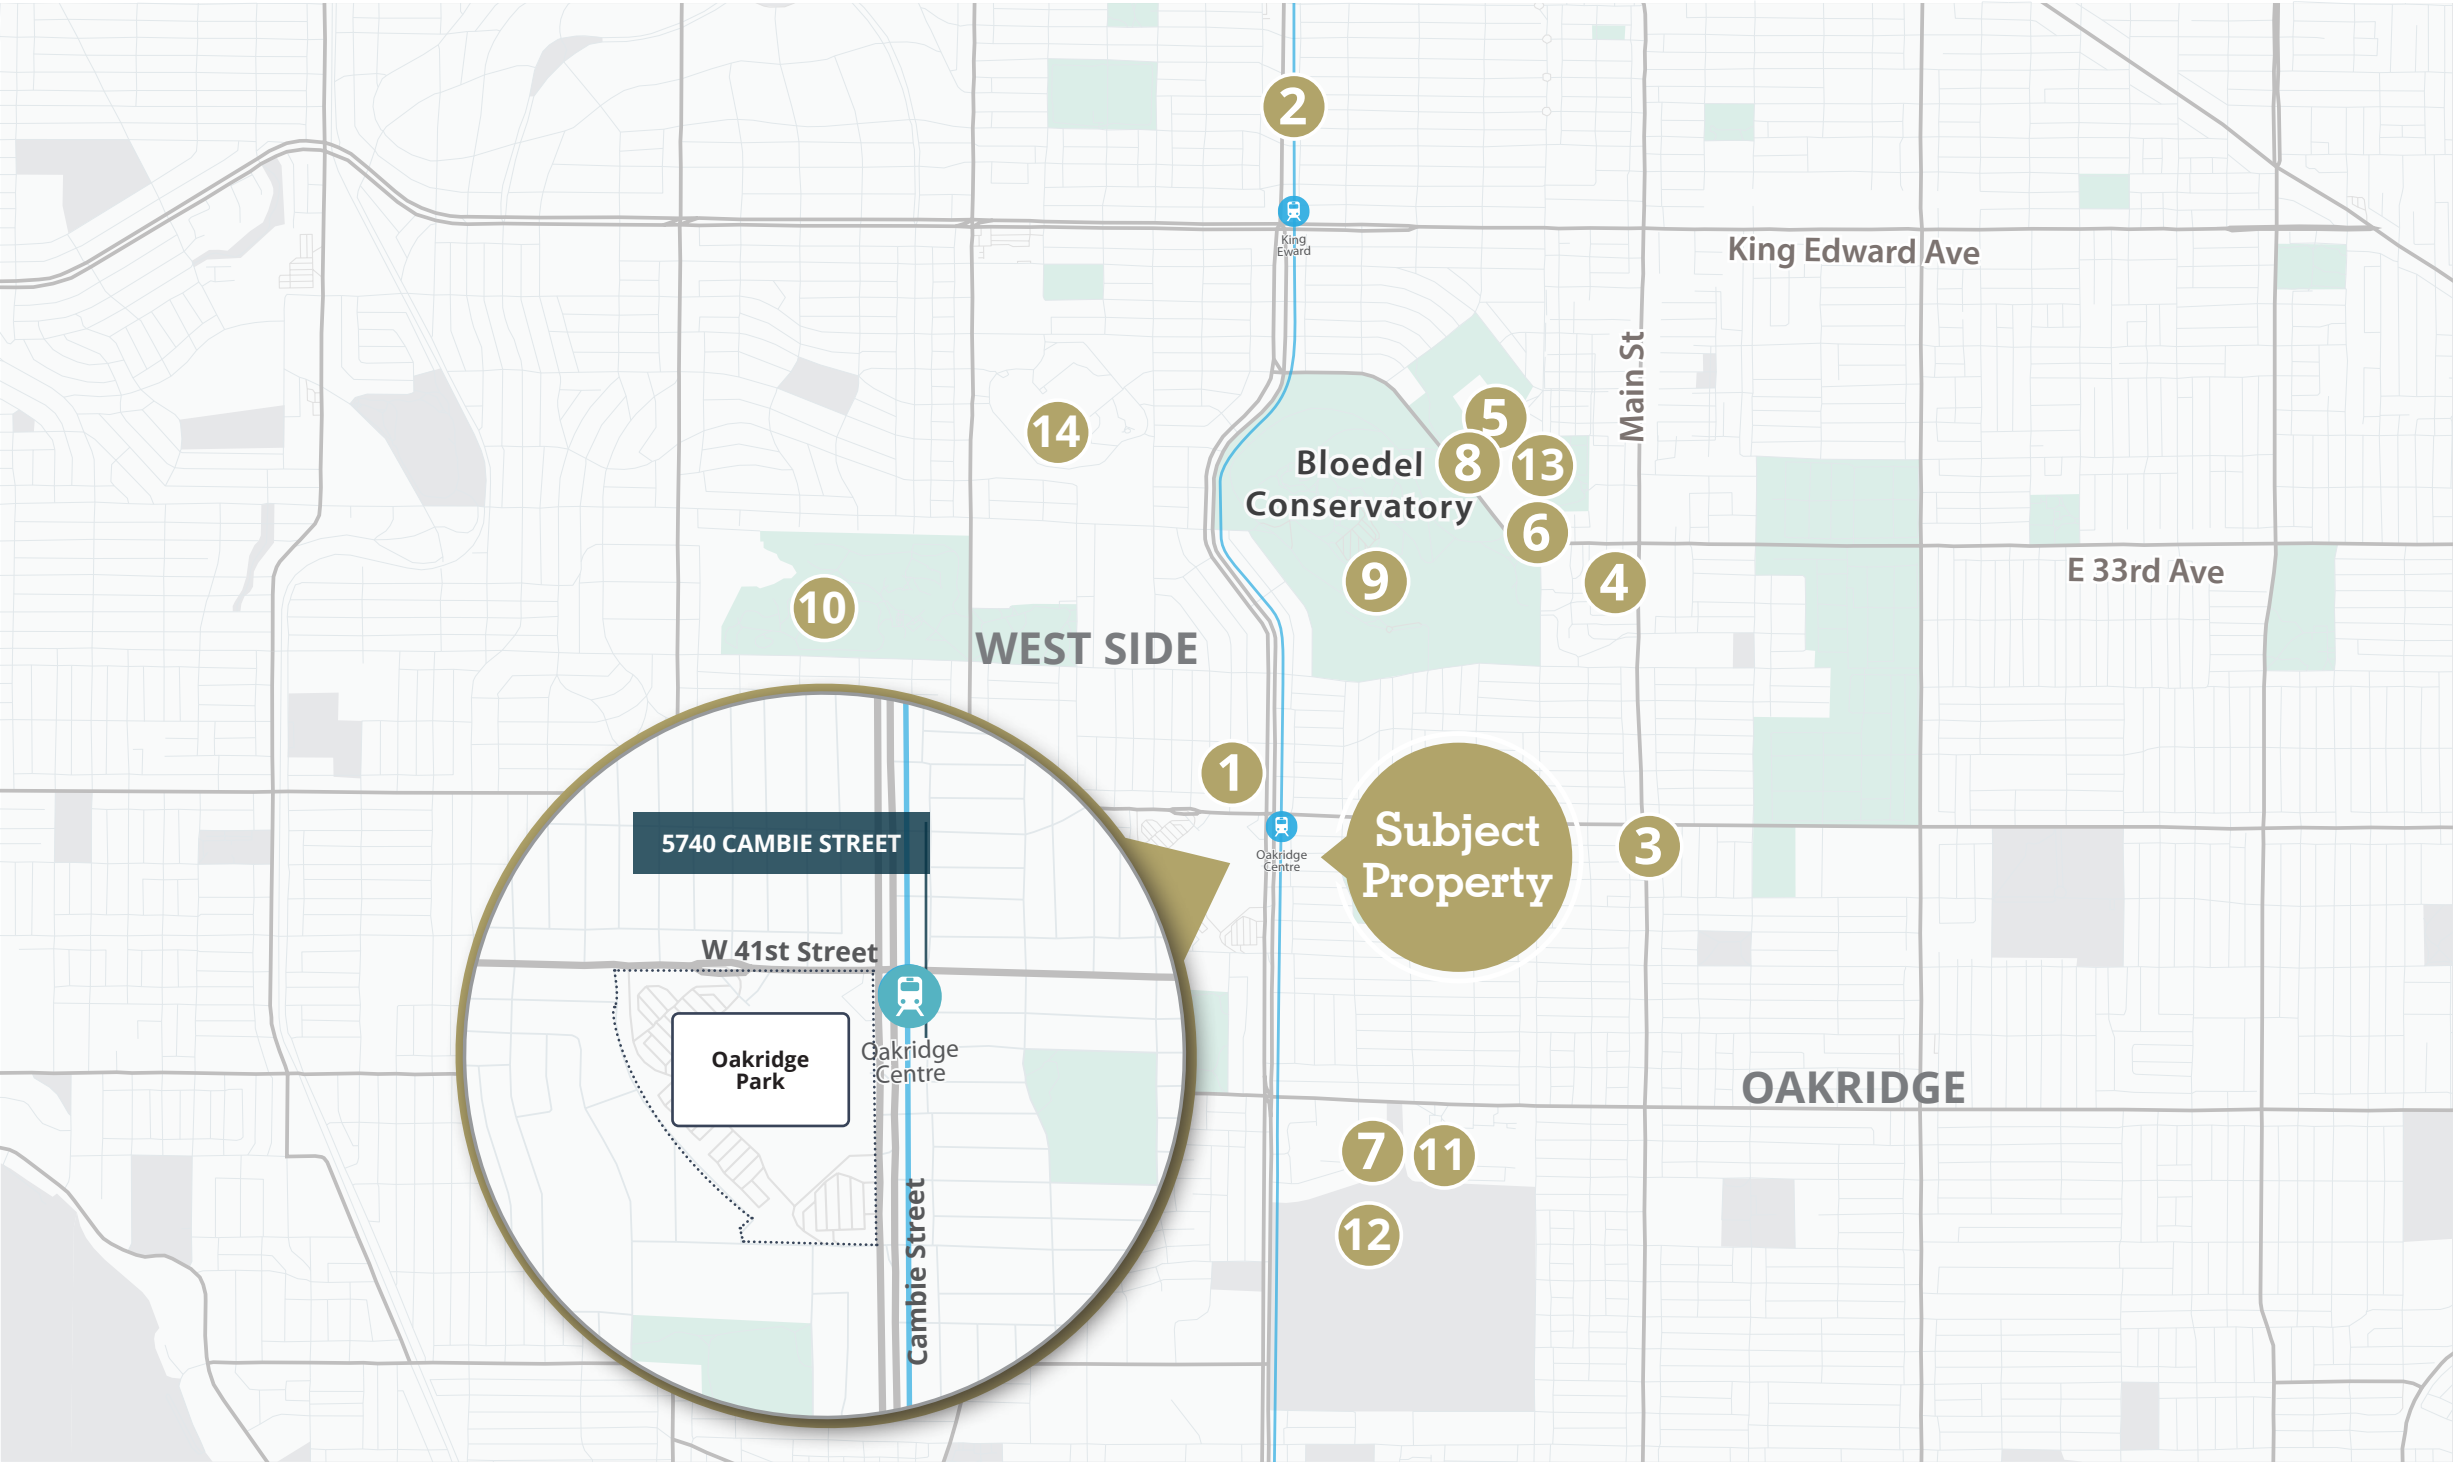 2
King
Eward
King Edward Ave
Main St
5
14
8
13
Bloedel
Conservatory
6
E 33rd Ave
9
4
10
WEST SIDE
1
Subject
Property
5740 CAMBIE STREET
3
Oakridge
Centre
W 41st Street
Oakridge
Park
Oakridge
Centre
OAKRIDGE
7
11
Cambie Street
12